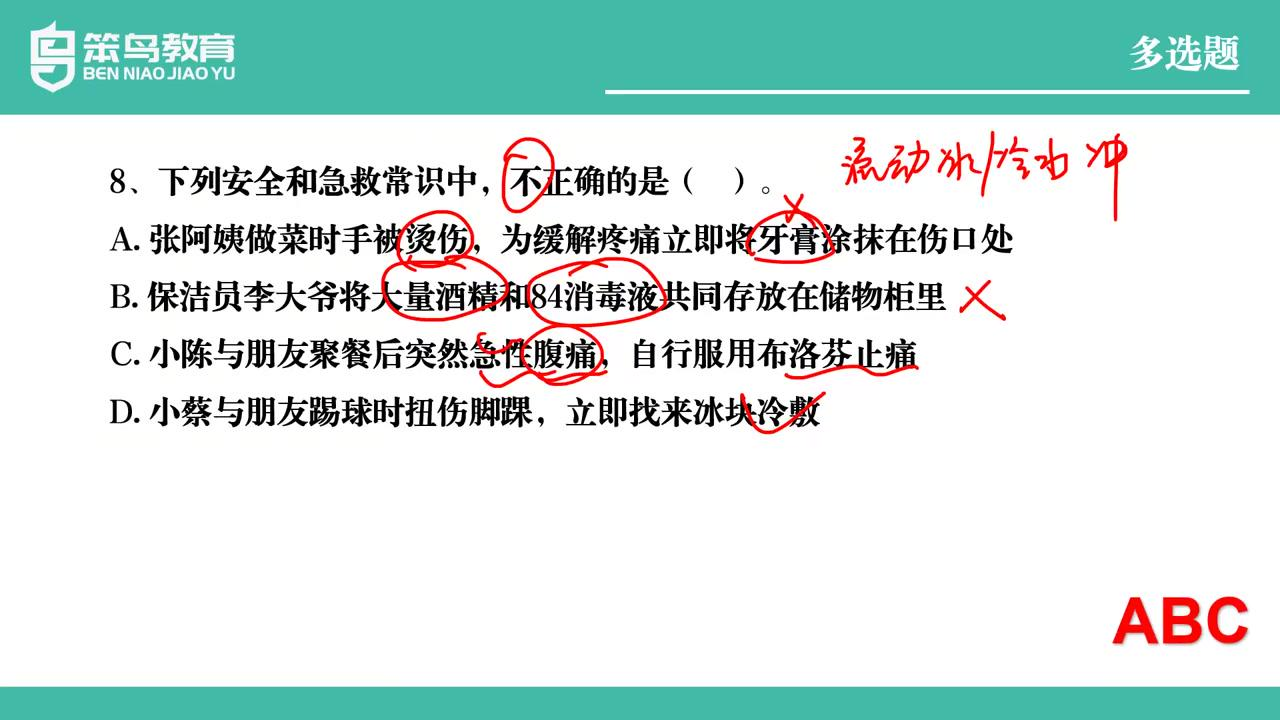 笨鸟教育
BEN NIAO JIAO YU
多选题
流动水/冷水 冲
8、下列安全和急救常识中，不正确的是（ ）。
A. 张阿姨做菜时手被烫伤，为缓解疼痛立即将牙膏涂抹在伤口处
B. 保洁员李大爷将大量酒精和84消毒液共同存放在储物柜里
C. 小陈与朋友聚餐后突然急性腹痛，自行服用布洛芬止痛
D. 小蔡与朋友踢球时扭伤脚踝，立即找来冰块冷敷
ABC